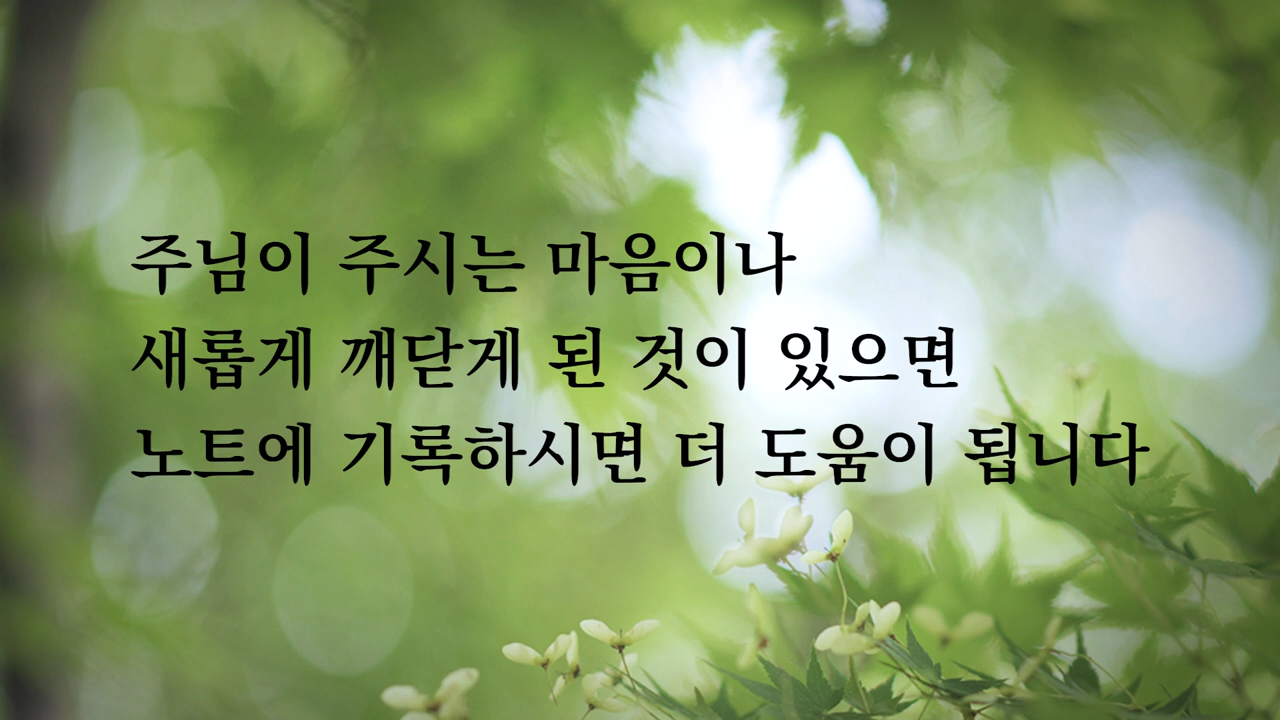 주님이 주시는 마음이나
새롭게 깨닫게 된 것이 있으면
노트에 기록하시면 더 도움이 됩니다